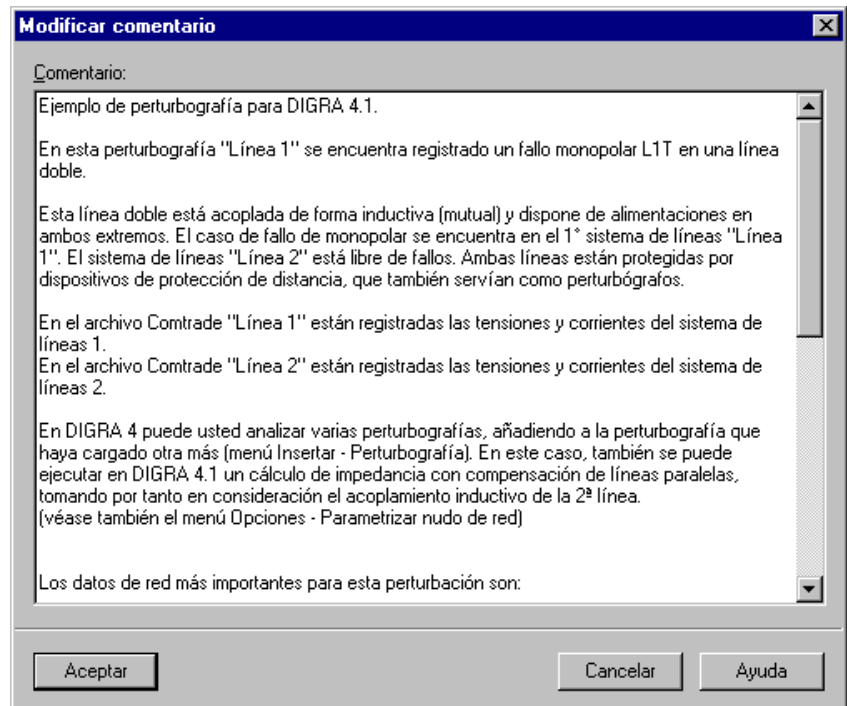 Modificar comentario
Comentario:
Ejemplo de perturbografía para DIGRA 4.1.
En esta perturbografía "Línea 1" se encuentra registrado un fallo monopolar L1T en una línea
doble.
Esta línea doble está acoplada de forma inductiva (mutual) y dispone de alimentaciones en
ambos extremos. El caso de fallo de monopolar se encuentra en el 1° sistema de líneas "Línea
1". El sistema de líneas "Línea 2" está libre de fallos. Ambas líneas están protegidas por
dispositivos de protección de distancia, que también servían como perturbógrafos.
En el archivo Comtrade "Línea 1" están registradas las tensiones y corrientes del sistema de
líneas 1.
En el archivo Comtrade "Línea 2" están registradas las tensiones y corrientes del sistema de
líneas 2.
En DIGRA 4 puede usted analizar varias perturbografías, añadiendo a la perturbografía que
haya cargado otra más (menú Insertar - Perturbografía). En este caso, también se puede
ejecutar en DIGRA 4.1 un cálculo de impedancia con compensación de líneas paralelas,
tomando por tanto en consideración el acoplamiento inductivo de la 2ª línea.
(véase también el menú Opciones - Parametrizar nudo de red)
Los datos de red más importantes para esta perturbación son:
Aceptar Cancelar Ayuda